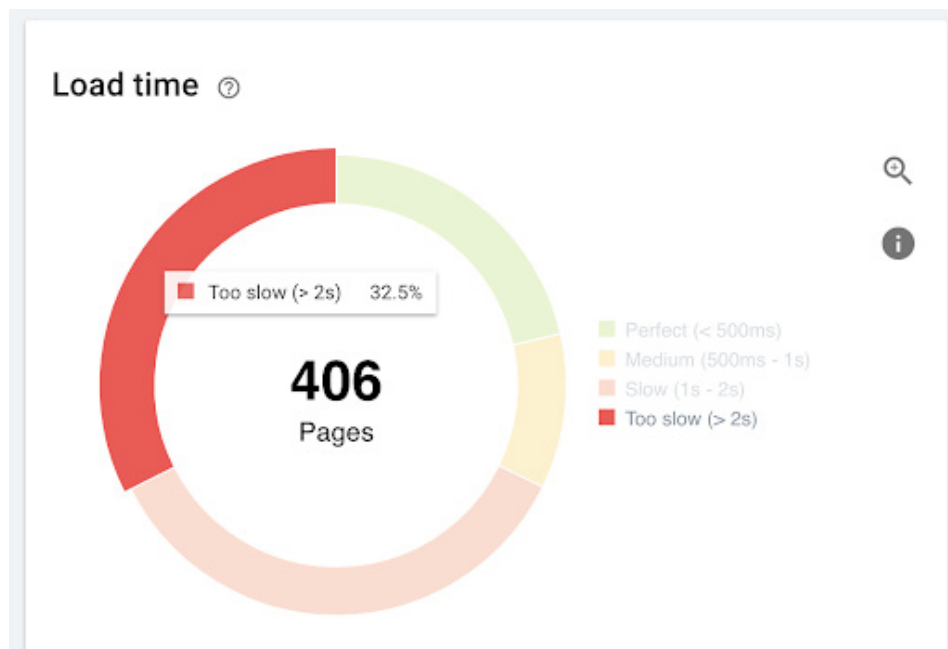 Load time
Too slow (> 2s) 32.5%
406
Pages
Perfect (< 500ms)
Medium (500ms - 1s)
Slow (1s - 2s)
Too slow (> 2s)